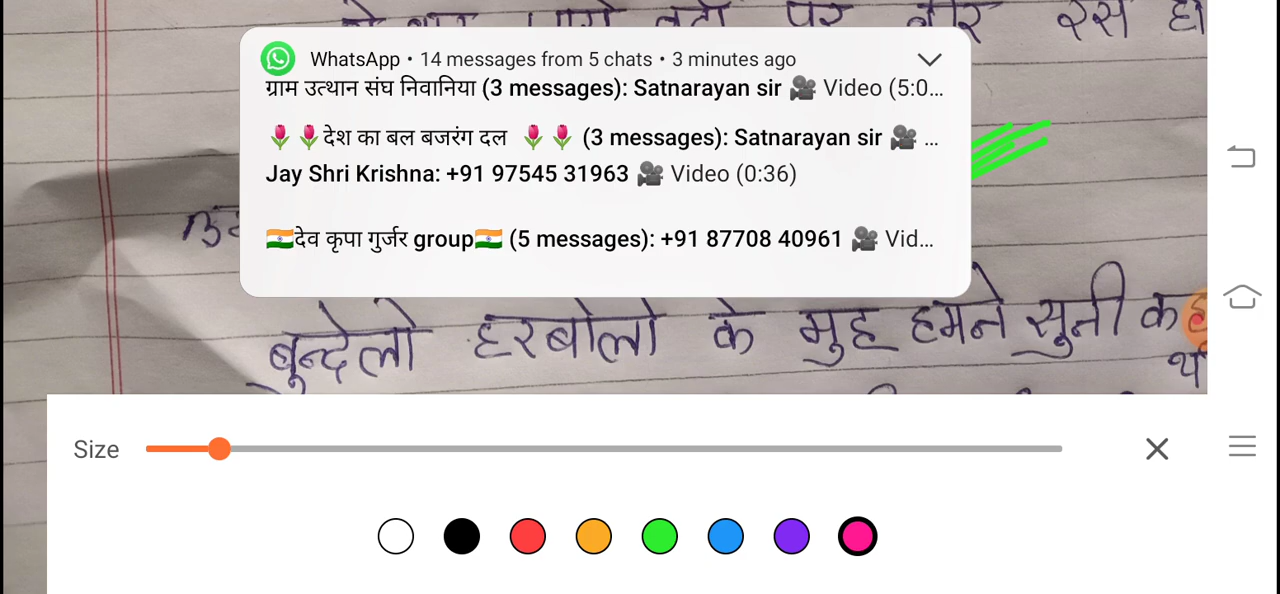 पर
WhatsApp • 14 messages from 5 chats • 3 minutes ago
ग्राम उत्थान संघ निवानिया (3 messages): Satnarayan sir 🎥 Video (5:0...
🌷🌷देश का बल बजरंग दल 🌷🌷 (3 messages): Satnarayan sir 🎥 ...
Jay Shri Krishna: +91 97545 31963 🎥 Video (0:36)
🇮🇳देव कृपा गुर्जर group🇮🇳 (5 messages): +91 87708 40961 🎥 Vid...
बुन्देलो हरबोलो के मुह हमने सुनी
Size